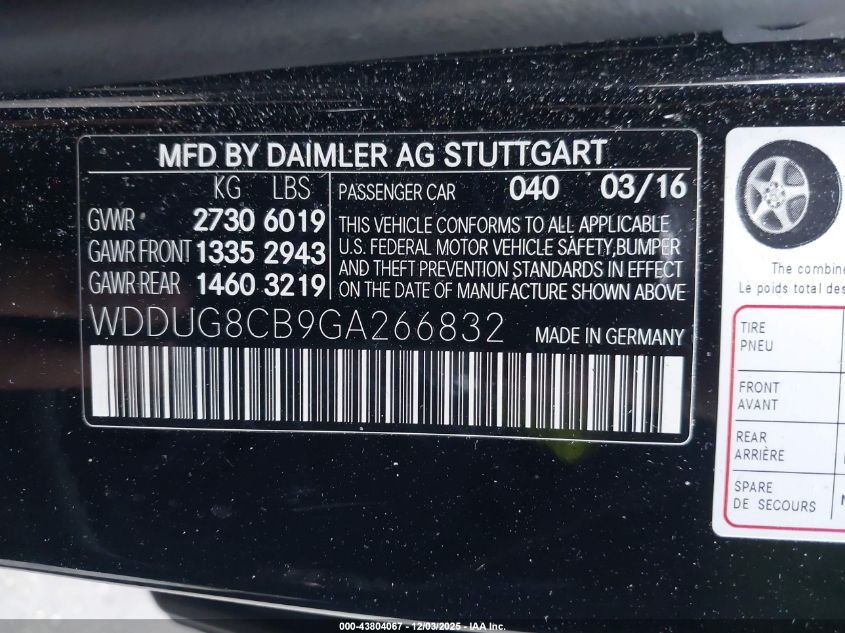 MFD BY DAIMLER AG STUTTGART
KG LBS
PASSENGER CAR 040 03/16
GVWR 2730 6019
GAWR FRONT 1335 2943
GAWR REAR 1460 3219
THIS VEHICLE CONFORMS TO ALL APPLICABLE
U.S. FEDERAL MOTOR VEHICLE SAFETY, BUMPER
AND THEFT PREVENTION STANDARDS IN EFFECT
ON THE DATE OF MANUFACTURE SHOWN ABOVE
WDDUG8CB9GA266832
MADE IN GERMANY
The combine
Le poids total des
TIRE
PNEU
FRONT
AVANT
REAR
ARRIÈRE
SPARE
DE SECOURS
000-43804067 - 12/03/2025 - IAA Inc.